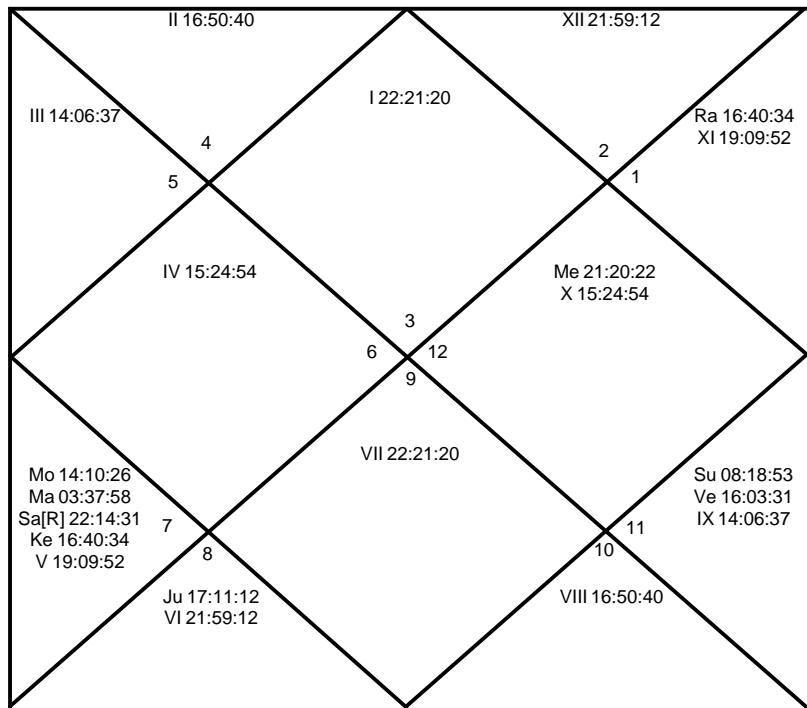 II 16:50:40
XII 21:59:12
I 22:21:20
III 14:06:37
Ra 16:40:34
XI 19:09:52
4
2
5
1
IV 15:24:54
Me 21:20:22
X 15:24:54
3
6
12
9
VII 22:21:20
Mo 14:10:26
Ma 03:37:58
Sa[R] 22:14:31
Ke 16:40:34
V 19:09:52
Su 08:18:53
Ve 16:03:31
IX 14:06:37
7
11
8
10
Ju 17:11:12
VI 21:59:12
VIII 16:50:40